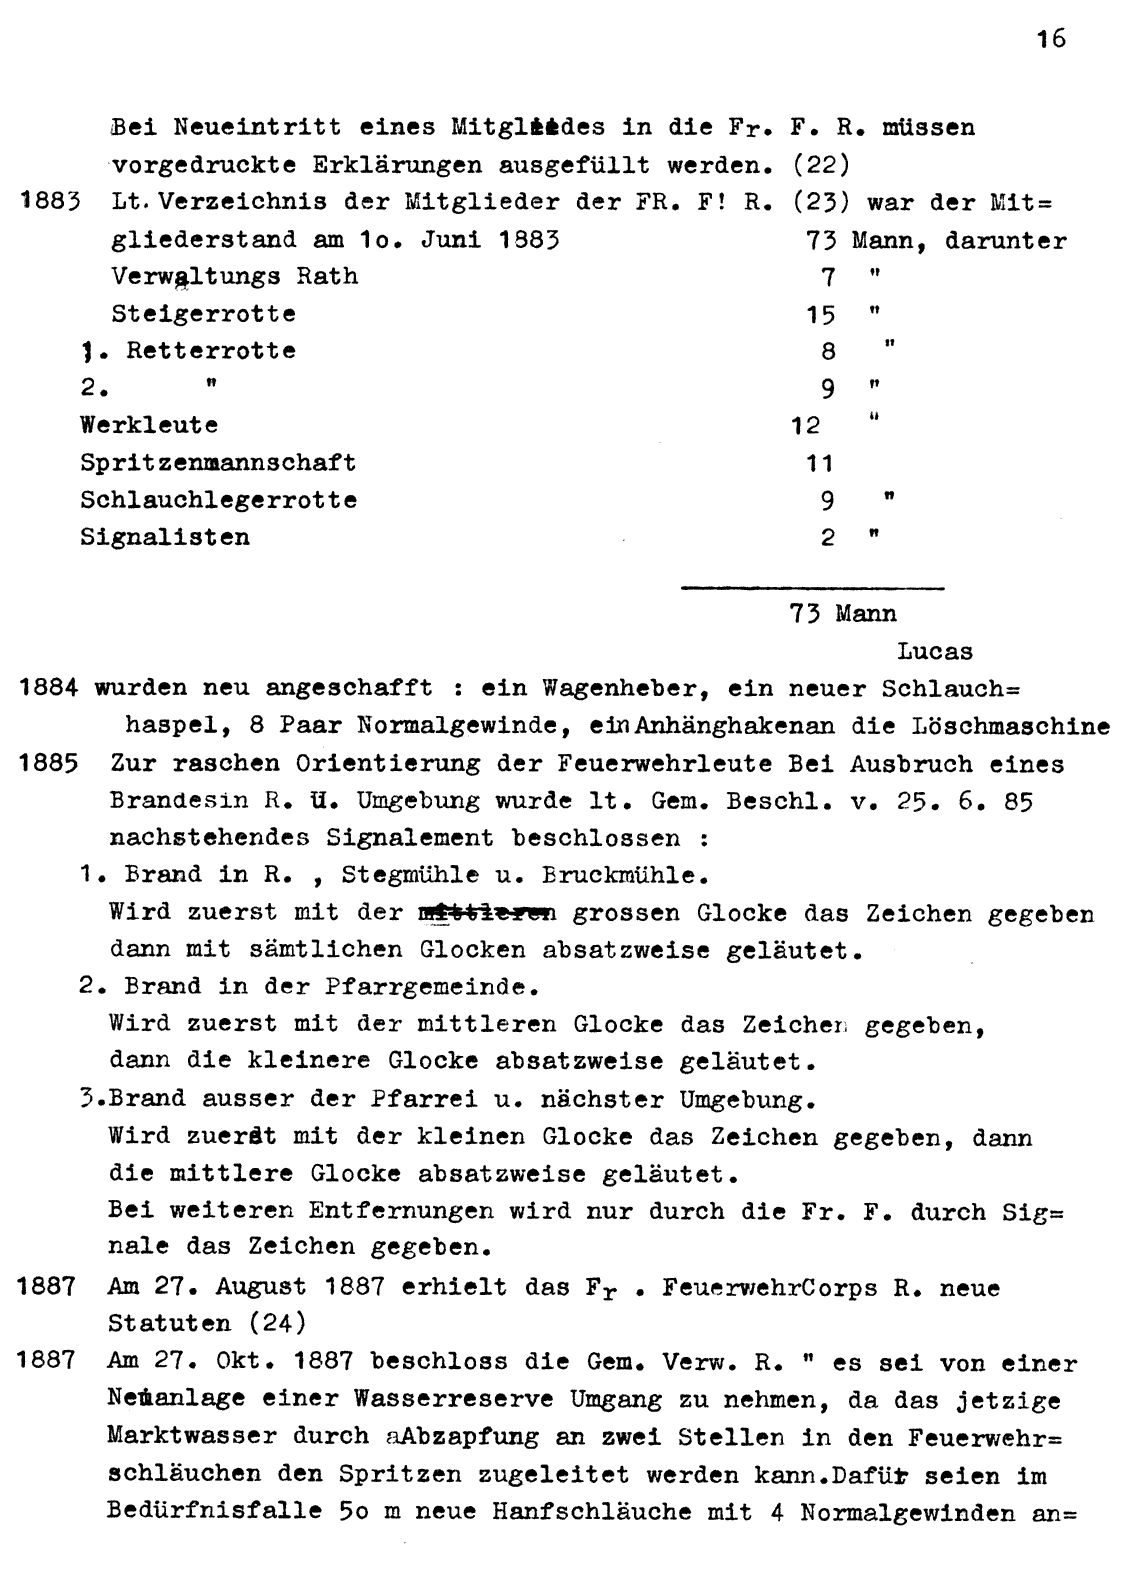 16
Bei Neueintritt eines Mitgliedes in die Fr. F. R. müssen
vorgedruckte Erklärungen ausgefüllt werden. (22)
1883 Lt. Verzeichnis der Mitglieder der FR. F! R. (23) war der Mit=
gliederstand am 1o. Juni 1883 73 Mann, darunter
Verwaltungs Rath 7 "
Steigerrotte 15 "
1. Retterrotte 8 "
2. " 9 "
Werkleute 12 "
Spritzenmannschaft 11
Schlauchlegerrotte 9 "
Signalisten 2 "
73 Mann
Lucas
1884 wurden neu angeschafft : ein Wagenheber, ein neuer Schlauch=
haspel, 8 Paar Normalgewinde, ein Anhänghakenan die Löschmaschine
1885 Zur raschen Orientierung der Feuerwehrleute Bei Ausbruch eines
Brandesin R. U. Umgebung wurde lt. Gem. Beschl. v. 25. 6. 85
nachstehendes Signalement beschlossen :
1. Brand in R. , Stegmühle u. Bruckmühle.
Wird zuerst mit der mittleren grossen Glocke das Zeichen gegeben
dann mit sämtlichen Glocken absatzweise geläutet.
2. Brand in der Pfarrgemeinde.
Wird zuerst mit der mittleren Glocke das Zeichen gegeben,
dann die kleinere Glocke absatzweise geläutet.
3.Brand ausser der Pfarrei u. nächster Umgebung.
Wird zuerst mit der kleinen Glocke das Zeichen gegeben, dann
die mittlere Glocke absatzweise geläutet.
Bei weiteren Entfernungen wird nur durch die Fr. F. durch Sig=
nale das Zeichen gegeben.
1887 Am 27. August 1887 erhielt das Fr . FeuerwehrCorps R. neue
Statuten (24)
1887 Am 27. Okt. 1887 beschloss die Gem. Verw. R. " es sei von einer
Neuanlage einer Wasserreserve Umgang zu nehmen, da das jetzige
Marktwasser durch aAbzapfung an zwei Stellen in den Feuerwehr=
schläuchen den Spritzen zugeleitet werden kann.Dafür seien im
Bedürfnisfalle 5o m neue Hanfschläuche mit 4 Normalgewinden an=